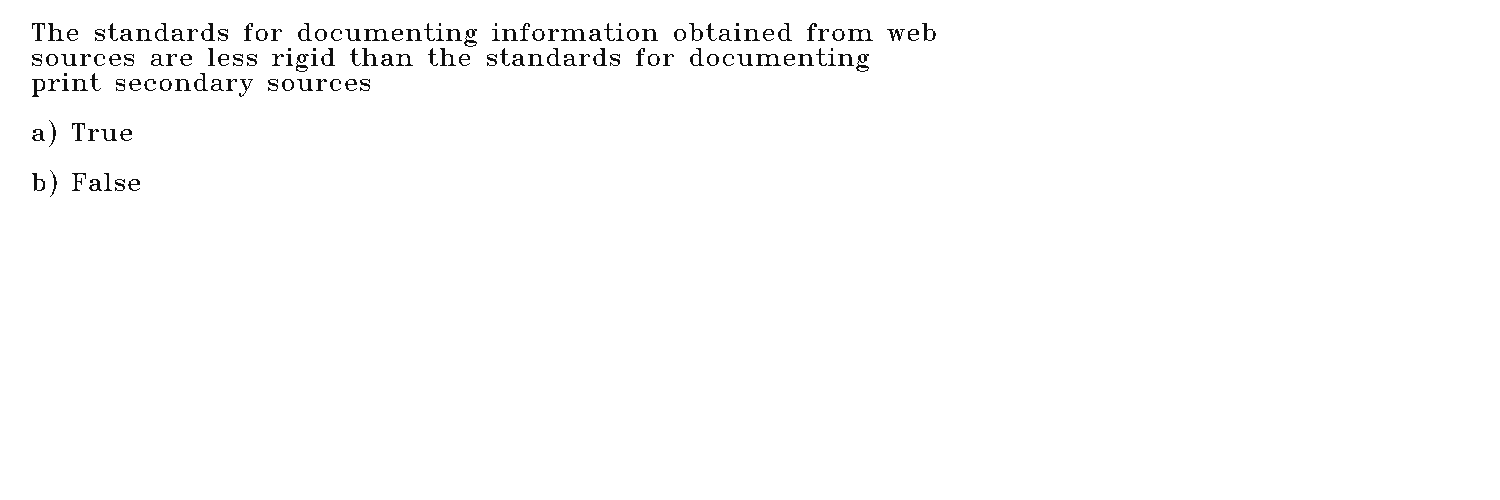 The standards for documenting information obtained from web
sources are less rigid than the standards for documenting
print secondary sources
a) True
b) False